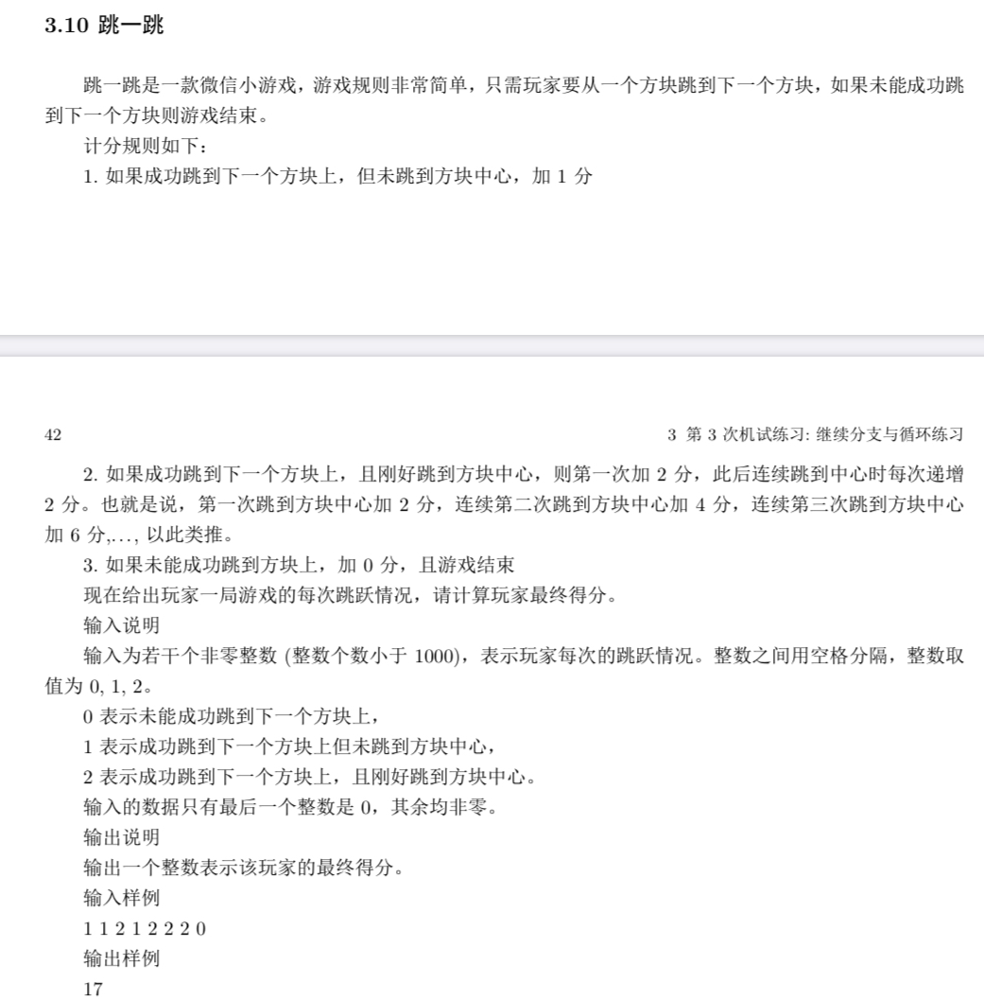 3.10 跳一跳
跳一跳是一款微信小游戏，游戏规则非常简单，只需玩家要从一个方块跳到下一个方块，如果未能成功跳
到下一个方块则游戏结束。
计分规则如下：
1. 如果成功跳到下一个方块上，但未跳到方块中心，加 1 分
42
3 第 3 次机试练习: 继续分支与循环练习
2. 如果成功跳到下一个方块上，且刚好跳到方块中心，则第一次加 2 分，此后连续跳到中心时每次递增
2 分。也就是说，第一次跳到方块中心加 2 分，连续第二次跳到方块中心加 4 分，连续第三次跳到方块中心
加 6 分,..., 以此类推。
3. 如果未能成功跳到方块上，加 0 分，且游戏结束
现在给出玩家一局游戏的每次跳跃情况，请计算玩家最终得分。
输入说明
输入为若干个非零整数 (整数个数小于 1000)，表示玩家每次的跳跃情况。整数之间用空格分隔，整数取
值为 0, 1, 2。
0 表示未能成功跳到下一个方块上，
1 表示成功跳到下一个方块上但未跳到方块中心，
2 表示成功跳到下一个方块上，且刚好跳到方块中心。
输入的数据只有最后一个整数是 0，其余均非零。
输出说明
输出一个整数表示该玩家的最终得分。
输入样例
1 1 2 1 2 2 2 0
输出样例
17